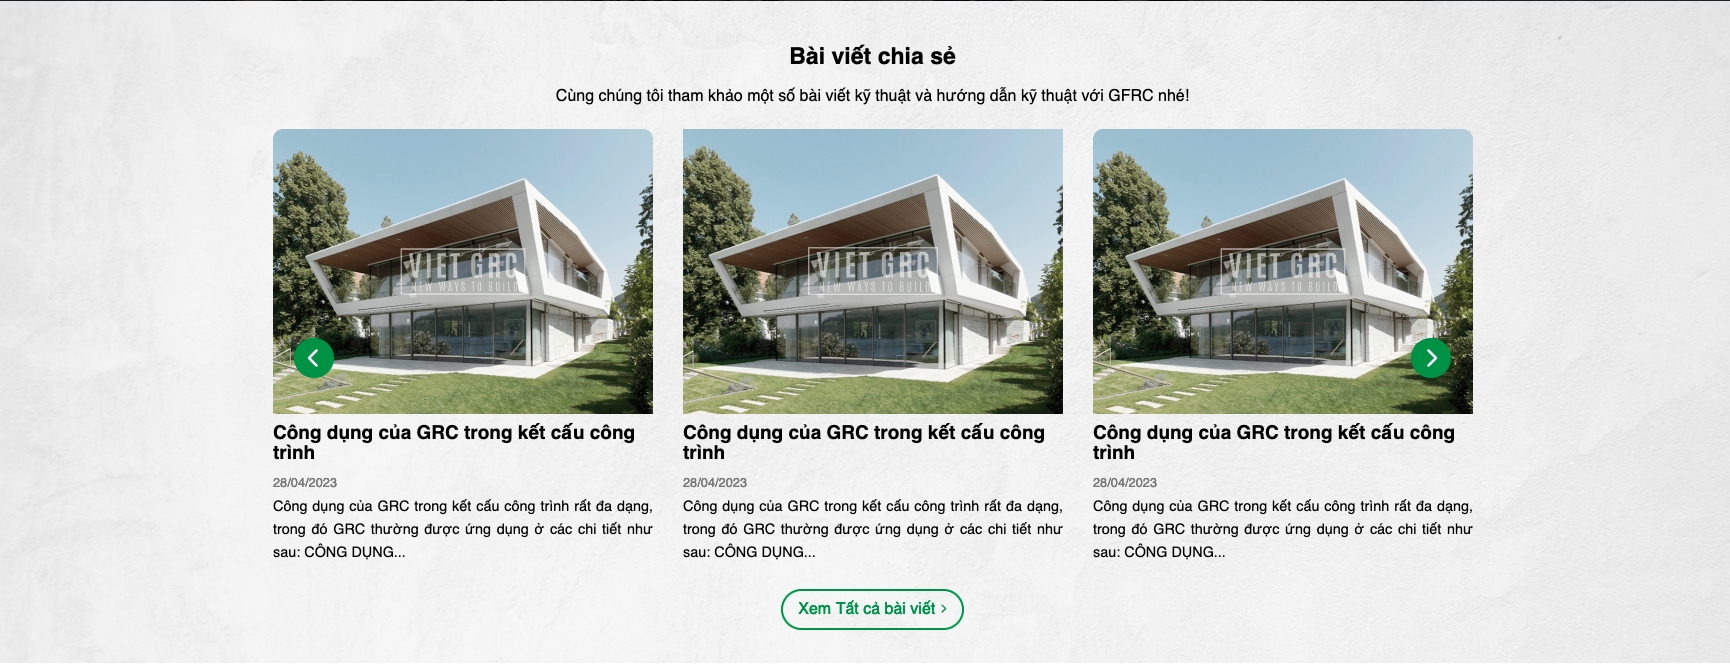 Bài viết chia sẻ
Cùng chúng tôi tham khảo một số bài viết kỹ thuật và hướng dẫn kỹ thuật với GFRC nhé!
VIET GRC
NEW WAYS TO BUILD
VIET GRC
NEW WAYS TO BUILD
VIET GRC
NEW WAYS TO BUILD
Công dụng của GRC trong kết cấu công
trình
28/04/2023
Công dụng của GRC trong kết cấu công trình rất đa dạng,
trong đó GRC thường được ứng dụng ở các chi tiết như
sau: CÔNG DỤNG...
Công dụng của GRC trong kết cấu công
trình
28/04/2023
Công dụng của GRC trong kết cấu công trình rất đa dạng,
trong đó GRC thường được ứng dụng ở các chi tiết như
sau: CÔNG DỤNG...
Công dụng của GRC trong kết cấu công
trình
28/04/2023
Công dụng của GRC trong kết cấu công trình rất đa dạng,
trong đó GRC thường được ứng dụng ở các chi tiết như
sau: CÔNG DỤNG...
Xem Tất cả bài viết >